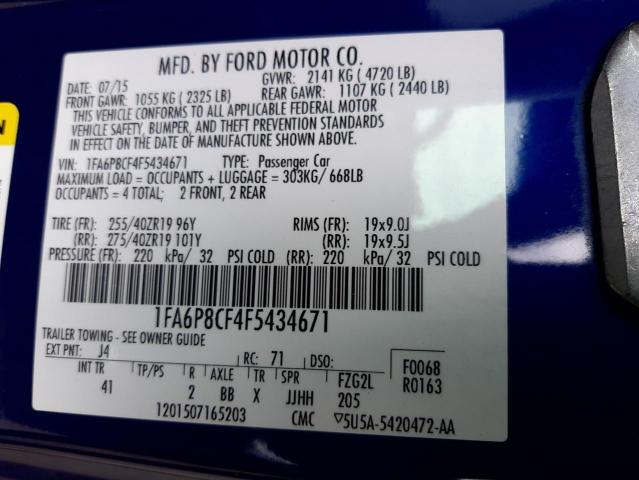 MFD. BY FORD MOTOR CO.
DATE: 07/15 GVWR: 2141 KG ( 4720 LB)
FRONT GAWR: 1055 KG ( 2325 LB) REAR GAWR: 1107 KG ( 2440 LB)
THIS VEHICLE CONFORMS TO ALL APPLICABLE FEDERAL MOTOR
VEHICLE SAFETY, BUMPER, AND THEFT PREVENTION STANDARDS
IN EFFECT ON THE DATE OF MANUFACTURE SHOWN ABOVE.
VIN: 1FA6P8CF4F5434671 TYPE: Passenger Car
MAXIMUM LOAD = OCCUPANTS + LUGGAGE = 303KG/ 668LB
OCCUPANTS = 4 TOTAL; 2 FRONT, 2 REAR
TIRE (FR): 255/40ZR19 96Y RIMS (FR): 19x9.0J
(RR): 275/40ZR19 101Y (RR): 19x9.5J
PRESSURE (FR): 220 kPa/ 32 PSI COLD (RR): 220 kPa/ 32 PSI COLD
1FA6P8CF4F5434671
TRAILER TOWING - SEE OWNER GUIDE
EXT PNT: J4 RC: 71 DSO: F0068
INT TR TP/PS R AXLE TR SPR FZG2L R0163
41 2 BB X JJHH 205
1201507165203 CMC ▽5U5A-5420472-AA